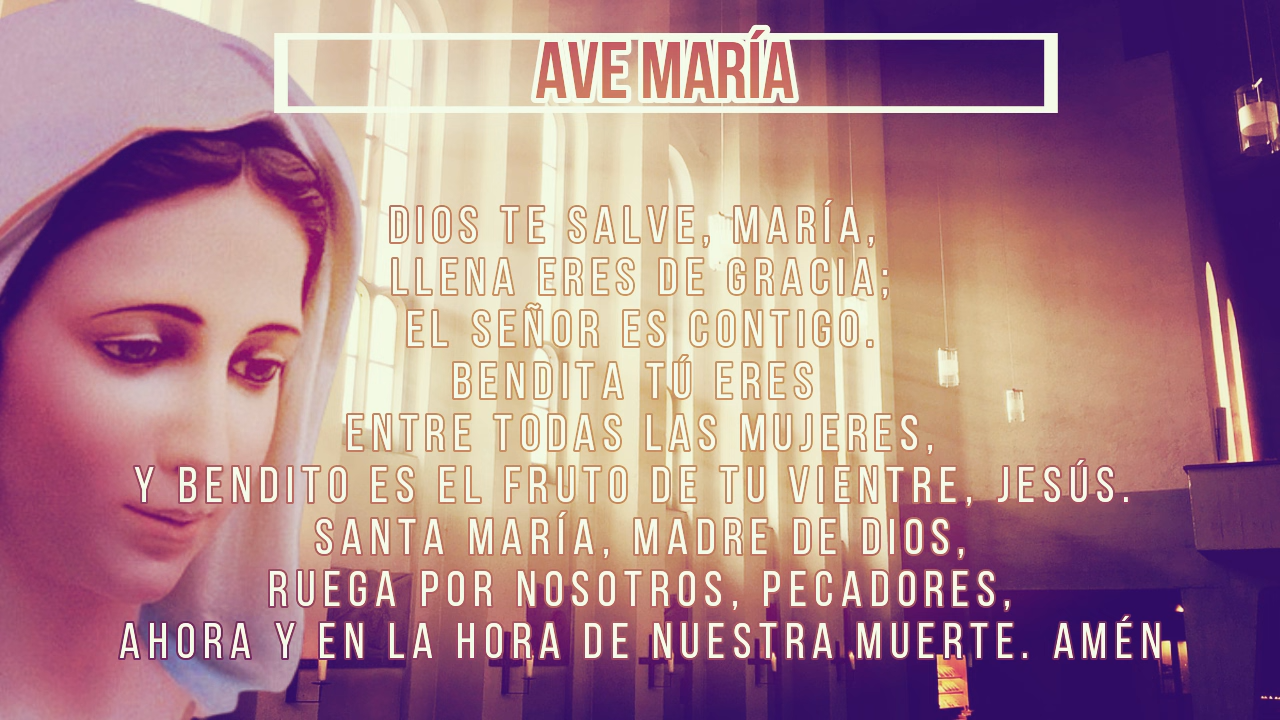 AVE MARÍA
DIOS TE SALVE, MARÍA,
LLENA ERES DE GRACIA;
EL SEÑOR ES CONTIGO.
BENDITA TÚ ERES
ENTRE TODAS LAS MUJERES,
Y BENDITO ES EL FRUTO DE TU VIENTRE, JESÚS.
SANTA MARÍA, MADRE DE DIOS,
RUEGA POR NOSOTROS, PECADORES,
AHORA Y EN LA HORA DE NUESTRA MUERTE. AMÉN